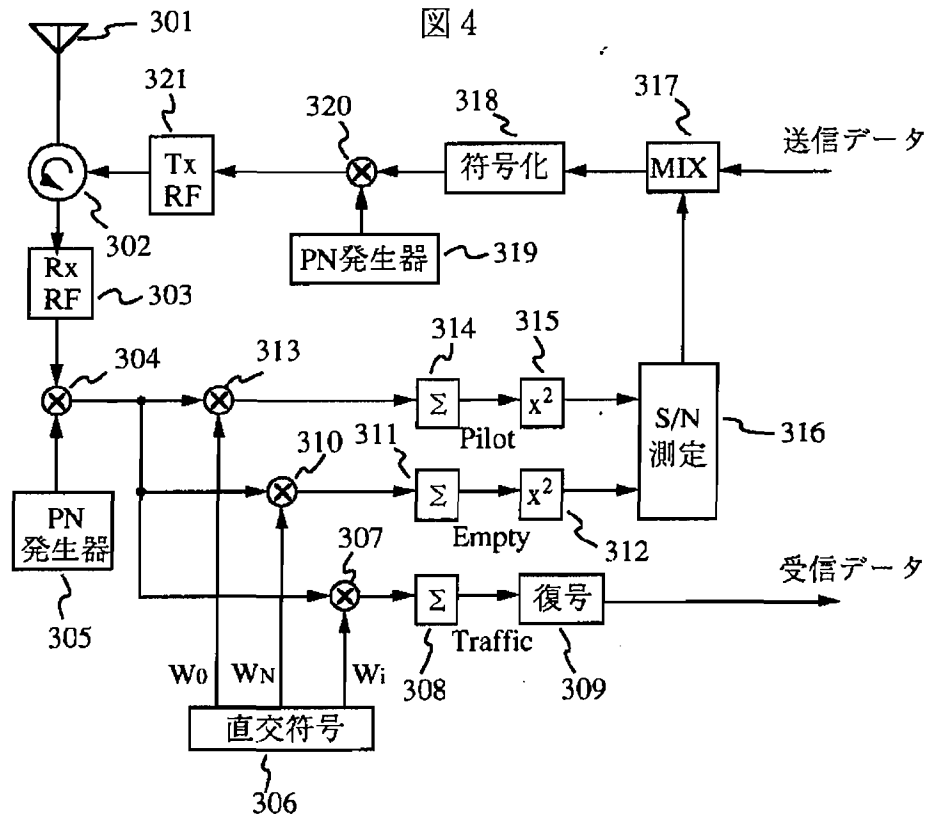 図4
301
321
320
318
317
送信データ
Tx
RF
符号化
MIX
302
PN発生器
319
Rx
RF
303
304
313
314
315
Σ
x²
Pilot
S/N
測定
316
310
311
Σ
x²
Empty
312
PN
発生器
305
307
受信データ
Σ
復号
Traffic
308
309
W₀
W_N
Wᵢ
直交符号
306